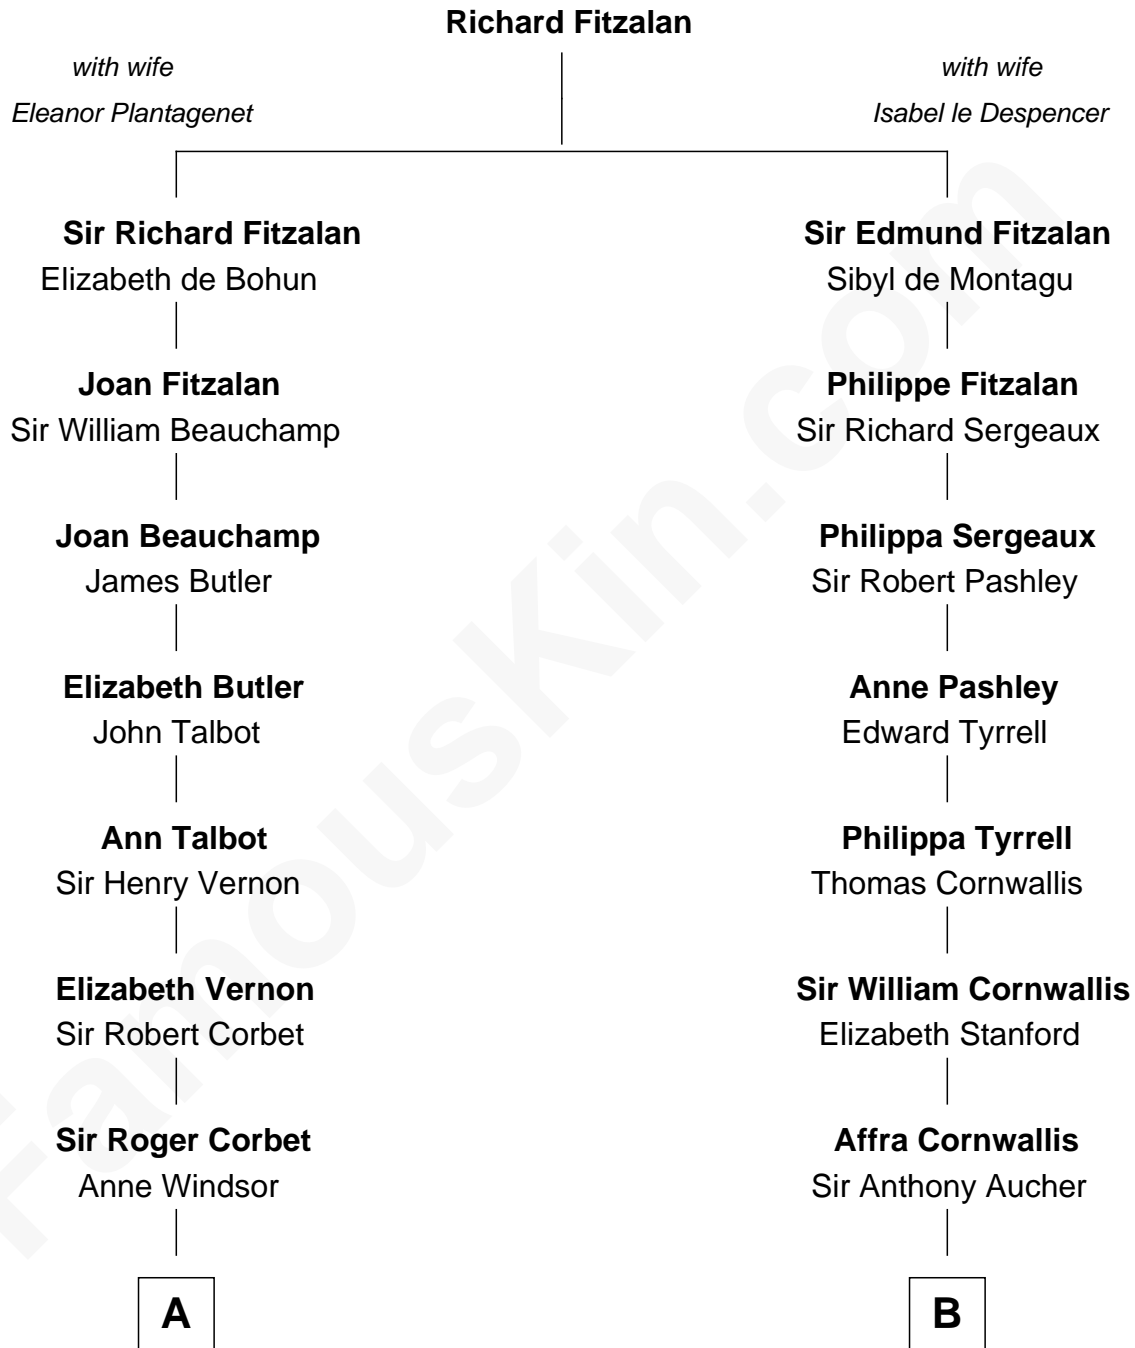 Richard Fitzalan
with wife
Eleanor Plantagenet
with wife
Isabel le Despencer
Sir Richard Fitzalan
Elizabeth de Bohun
Sir Edmund Fitzalan
Sibyl de Montagu
Joan Fitzalan
Sir William Beauchamp
Philippe Fitzalan
Sir Richard Sergeaux
Joan Beauchamp
James Butler
Philippa Sergeaux
Sir Robert Pashley
Elizabeth Butler
John Talbot
Anne Pashley
Edward Tyrrell
Ann Talbot
Sir Henry Vernon
Philippa Tyrrell
Thomas Cornwallis
Elizabeth Vernon
Sir Robert Corbet
Sir William Cornwallis
Elizabeth Stanford
Sir Roger Corbet
Anne Windsor
Affra Cornwallis
Sir Anthony Aucher
A
B
FamousKin.com